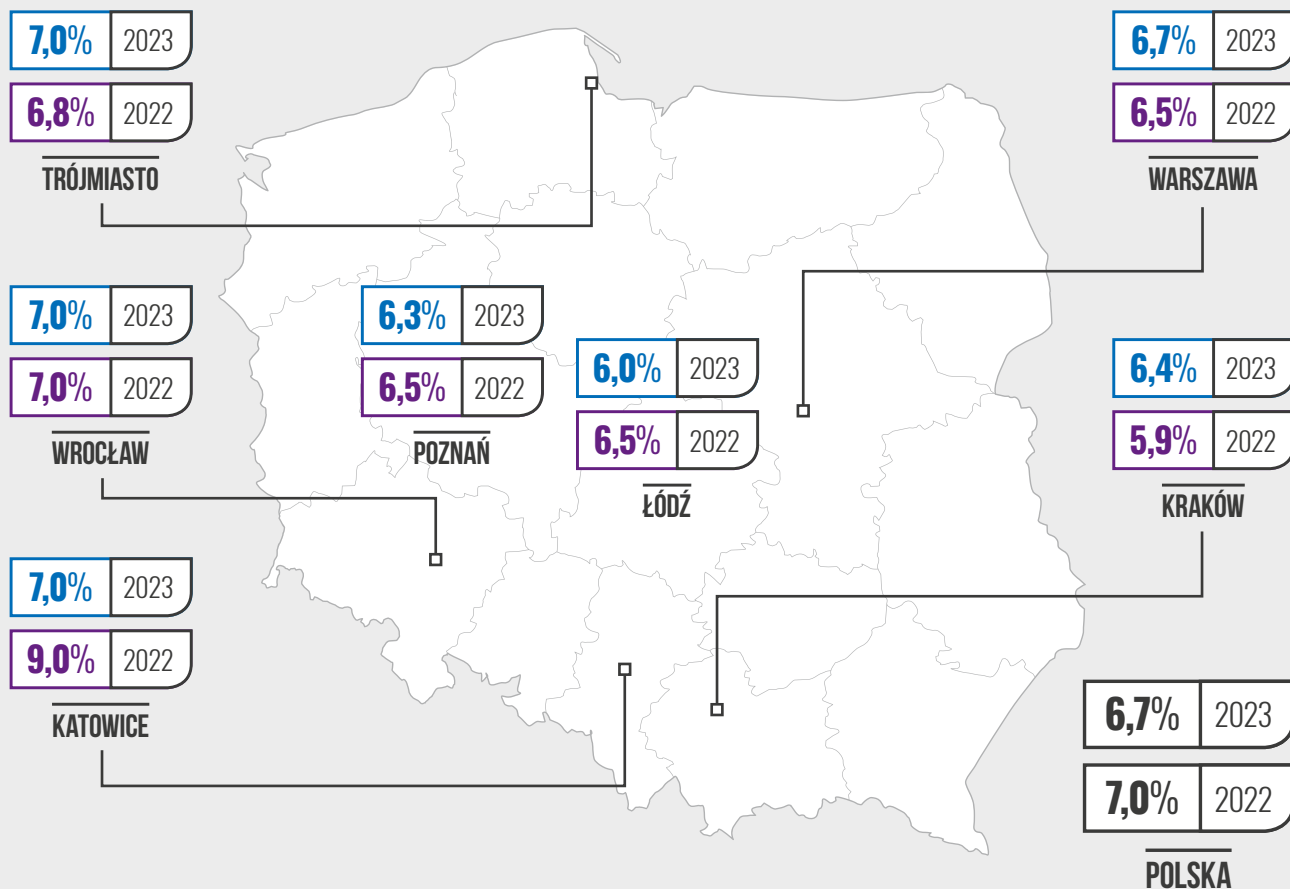 7,0% 2023
6,8% 2022
TRÓJMIASTO
6,7% 2023
6,5% 2022
WARSZAWA
7,0% 2023
7,0% 2022
WROCŁAW
6,3% 2023
6,5% 2022
POZNAŃ
6,0% 2023
6,5% 2022
ŁÓDŹ
6,4% 2023
5,9% 2022
KRAKÓW
7,0% 2023
9,0% 2022
KATOWICE
6,7% 2023
7,0% 2022
POLSKA